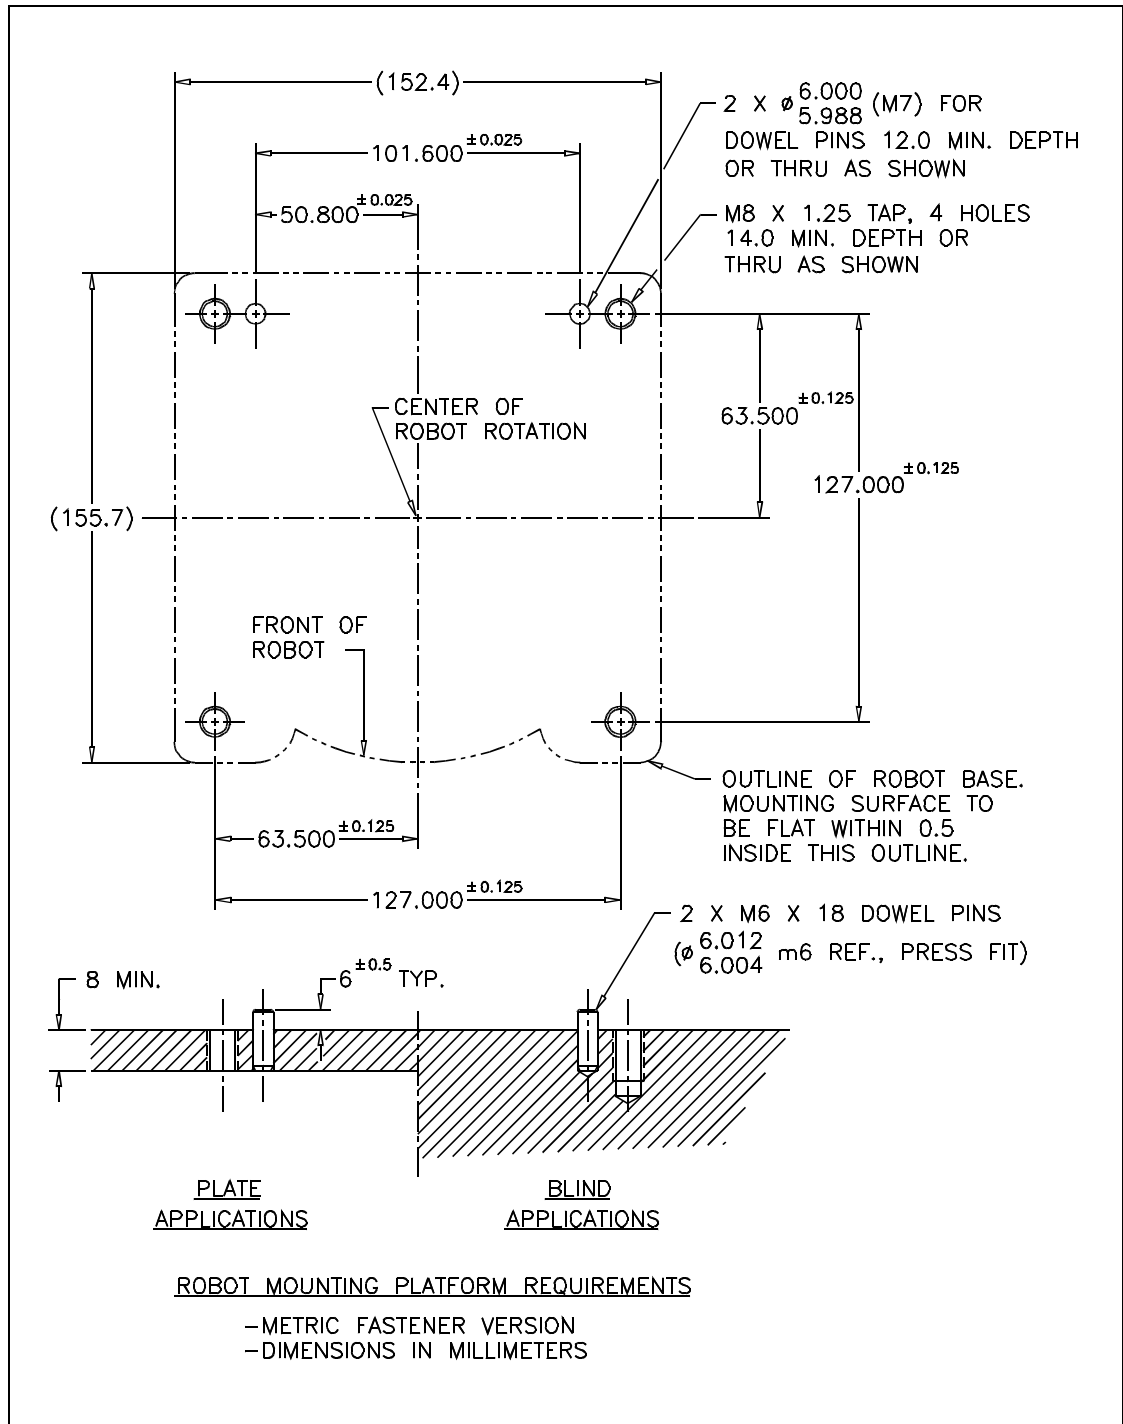 (152.4)
101.600 ±0.025
50.800 ±0.025
2 X ø 6.000 (M7) FOR
5.988
DOWEL PINS 12.0 MIN. DEPTH
OR THRU AS SHOWN
M8 X 1.25 TAP, 4 HOLES
14.0 MIN. DEPTH OR
THRU AS SHOWN
CENTER OF
ROBOT ROTATION
63.500 ±0.125
127.000 ±0.125
(155.7)
FRONT OF
ROBOT
OUTLINE OF ROBOT BASE.
MOUNTING SURFACE TO
BE FLAT WITHIN 0.5
INSIDE THIS OUTLINE.
63.500 ±0.125
127.000 ±0.125
2 X M6 X 18 DOWEL PINS
(ø 6.012 m6 REF., PRESS FIT)
6.004
8 MIN.
6 ±0.5 TYP.
PLATE
APPLICATIONS
BLIND
APPLICATIONS
ROBOT MOUNTING PLATFORM REQUIREMENTS
-METRIC FASTENER VERSION
-DIMENSIONS IN MILLIMETERS